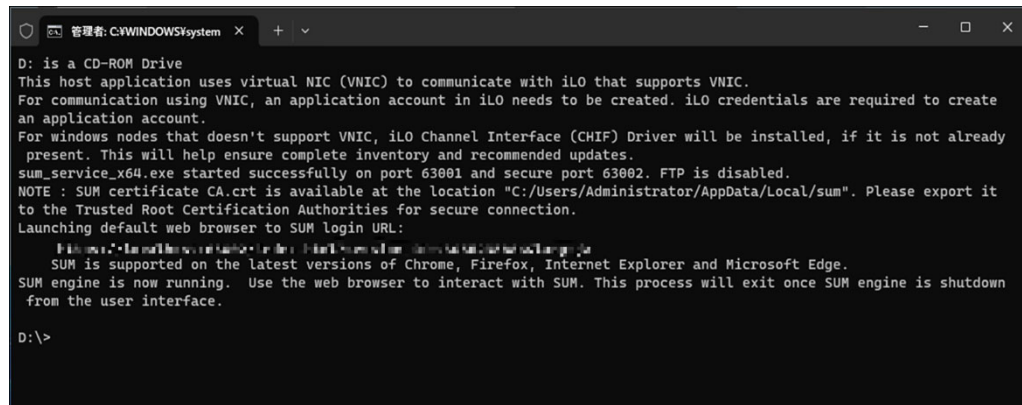 管理者: C:¥WINDOWS¥system
D: is a CD-ROM Drive
This host application uses virtual NIC (VNIC) to communicate with iLO that supports VNIC.
For communication using VNIC, an application account in iLO needs to be created. iLO credentials are required to create
an application account.
For windows nodes that doesn't support VNIC, iLO Channel Interface (CHIF) Driver will be installed, if it is not already
present. This will help ensure complete inventory and recommended updates.
sum_service_x64.exe started successfully on port 63001 and secure port 63002. FTP is disabled.
NOTE : SUM certificate CA.crt is available at the location "C:/Users/Administrator/AppData/Local/sum". Please export it
to the Trusted Root Certification Authorities for secure connection.
Launching default web browser to SUM login URL:
SUM is supported on the latest versions of Chrome, Firefox, Internet Explorer and Microsoft Edge.
SUM engine is now running.  Use the web browser to interact with SUM. This process will exit once SUM engine is shutdown
from the user interface.
D:\>